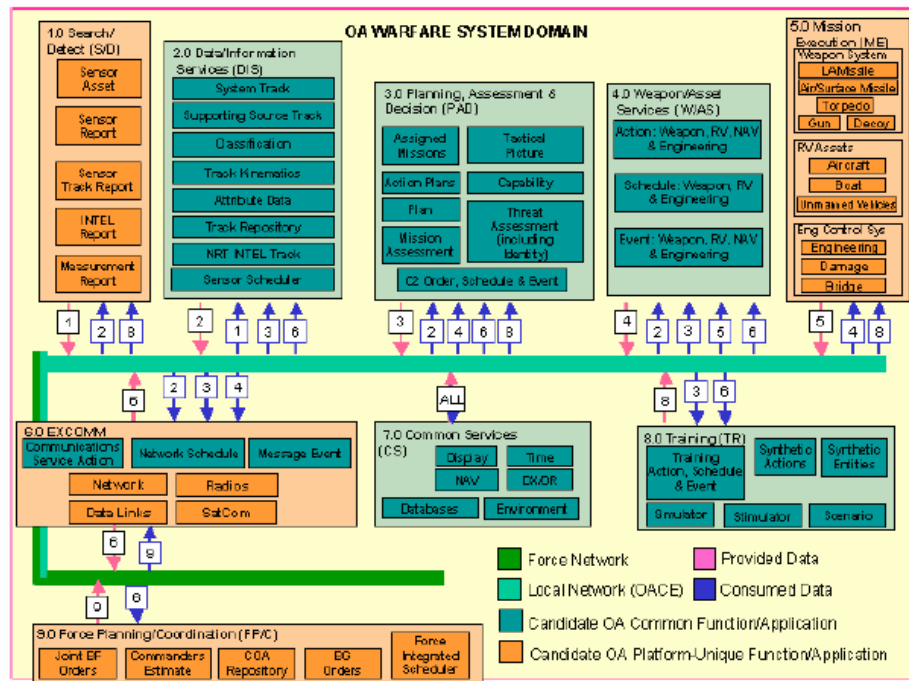 OA WARFARE SYSTEM DOMAIN
1.0 Search/
Detect (S/D)
Sensor
Asset
Sensor
Report
Sensor
Track Report
INTEL
Report
Measurement
Report
2.0 Data/Information
Services (DIS)
System Track
Supporting Source Track
Classification
Track Kinematics
Attribute Data
Track Repository
NRT INTEL Track
Sensor Scheduler
3.0 Planning, Assessment &
Decision (PAD)
Assigned
Missions
Tactical
Picture
Action Plans
Capability
Plan
Threat
Assessment
(including
Identity)
Mission
Assessment
C2 Order, Schedule & Event
4.0 Weapon/Asset
Services (W/AS)
Action: Weapon, RV, NAV
& Engineering
Schedule: Weapon, RV
& Engineering
Event: Weapon, RV, NAV
& Engineering
5.0 Mission
Execution (ME)
Weapon System
LAMissile
Air/Surface Missile
Torpedo
Gun
Decoy
RV Assets
Aircraft
Boat
Unmanned Vehicles
Eng Control Sys
Engineering
Damage
Bridge
1
2
8
2
1
3
6
3
2
4
6
8
4
2
3
5
6
5
4
8
6
2
3
4
ALL
8
3
6
6.0 EXCOMM
Communications
Service Action
Network Schedule
Message Event
Network
Radios
Data Links
SatCom
7.0 Common Services
(CS)
Display
Time
NAV
DX/DR
Databases
Environment
8.0 Training (TR)
Training
Action, Schedule
& Event
Synthetic
Actions
Synthetic
Entities
Simulator
Stimulator
Scenario
6
9
9
6
Force Network
Provided Data
Local Network (OACE)
Consumed Data
Candidate OA Common Function/Application
Candidate OA Platform-Unique Function/Application
9.0 Force Planning/Coordination (FP/C)
Joint BF
Orders
Commanders
Estimate
COA
Repository
BG
Orders
Force
Integrated
Scheduler